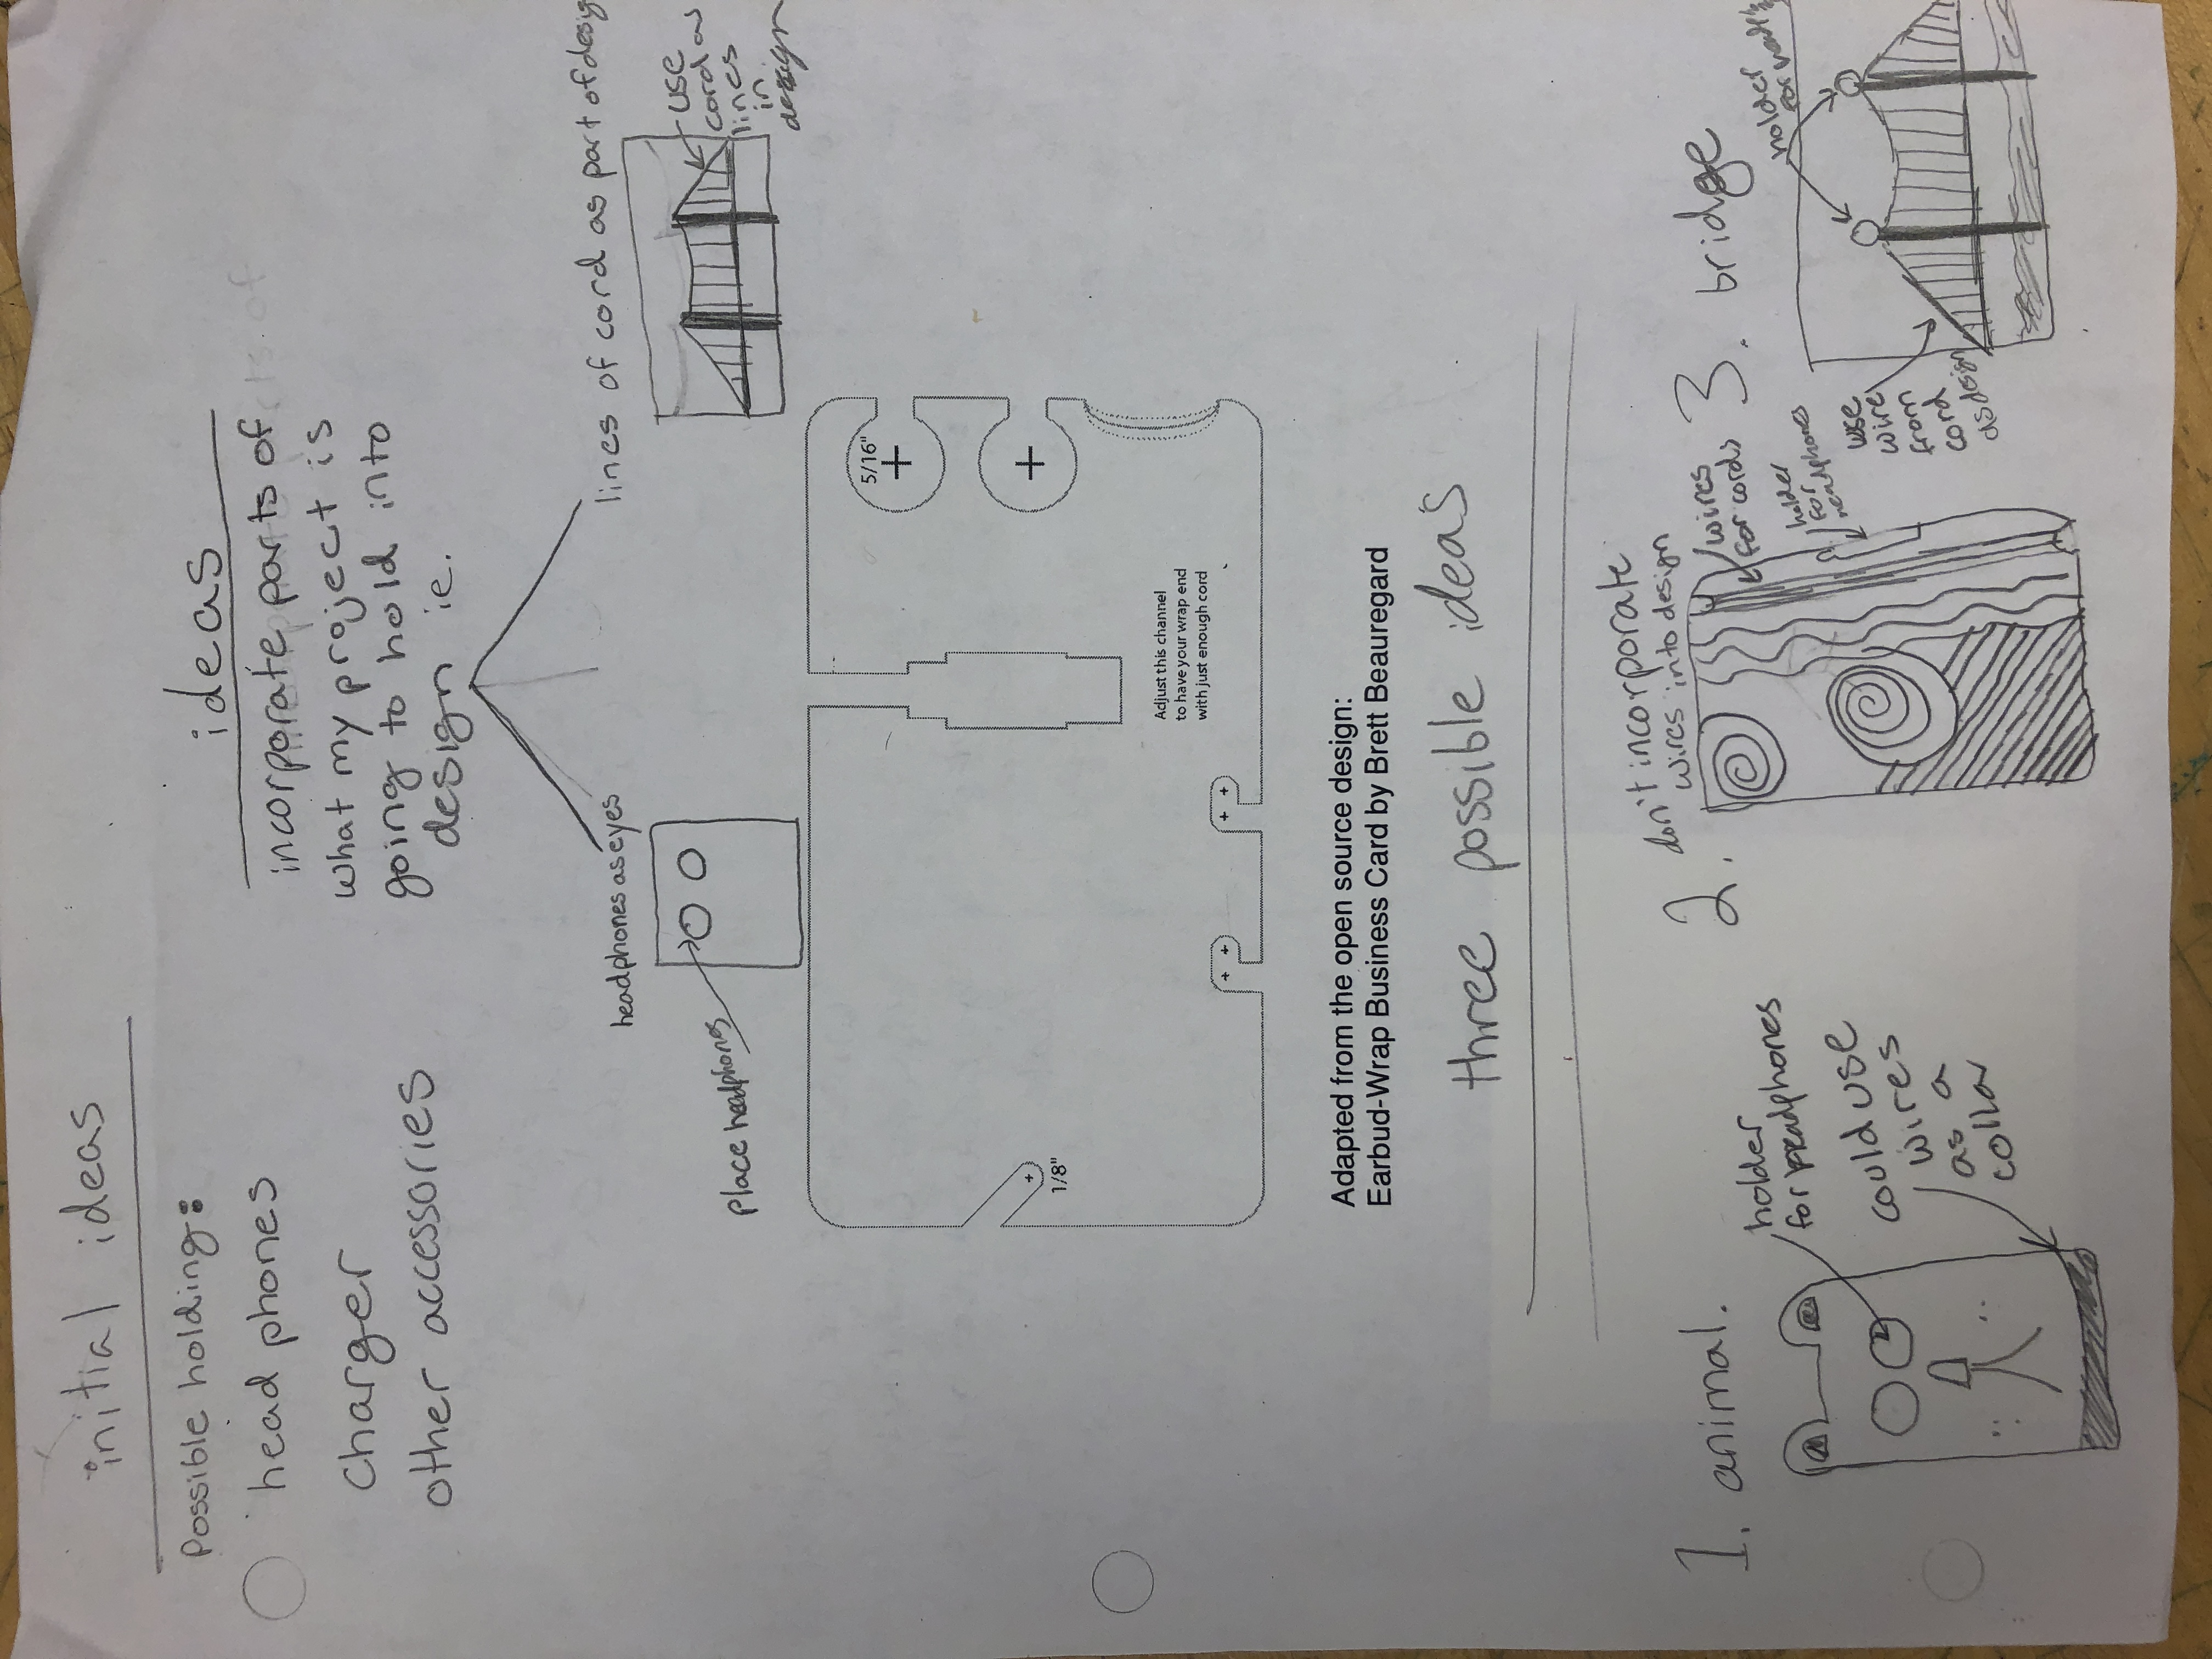 initial ideas
Possible holding:
head phones
charger
other accessories
ideas
incorporate parts of
what my project is
going to hold into
design ie.
headphones as eyes
Place headphones
lines of cord as part of desig
use
cord as
lines
in
design
5/16"
1/8"
Adjust this channel
to have your wrap end
with just enough cord
Adapted from the open source design:
Earbud-Wrap Business Card by Brett Beauregard
three possible ideas
1. animal.
holder
for headphones
could use
wires
as a
collar
2. don't incorporate
wires into design
wires
for cords
holder
for
headphones
3. bridge
holder
for
use
wire
from
cord
as design